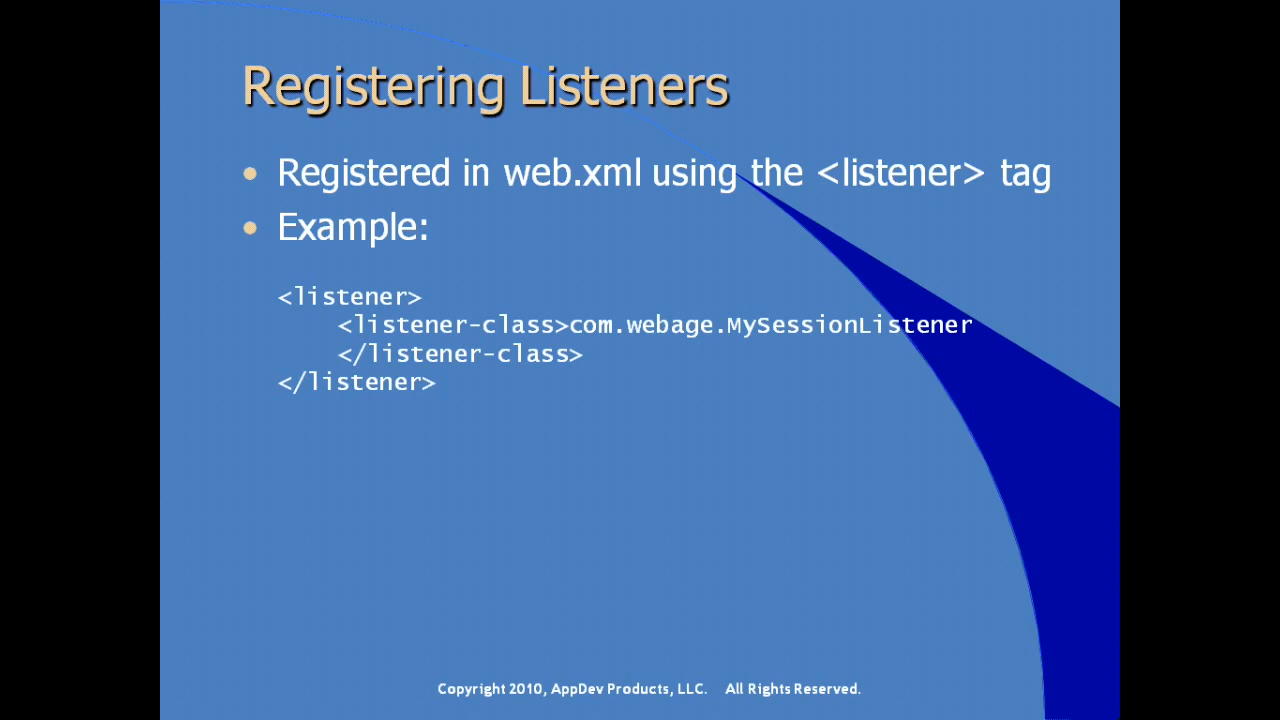 Registering Listeners
• Registered in web.xml using the <listener> tag
• Example:
<listener>
<listener-class>com.webage.MySessionListener
</listener-class>
</listener>
Copyright 2010, AppDev Products, LLC. All Rights Reserved.